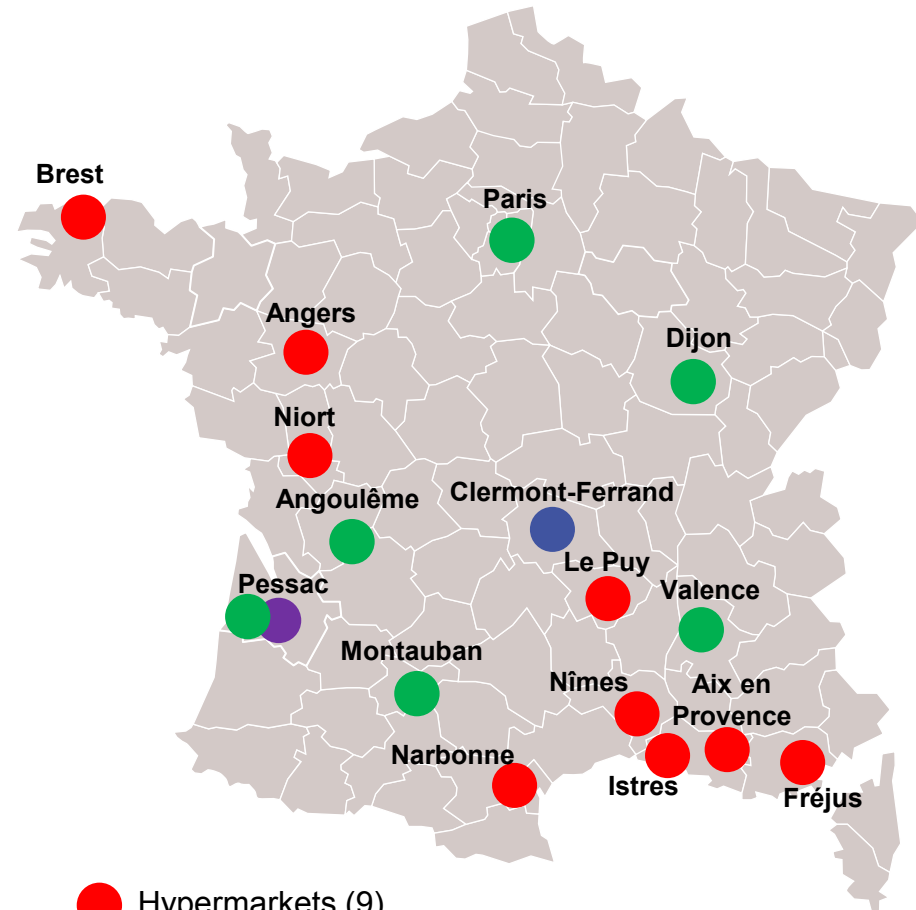 Brest
Paris
Angers
Dijon
Niort
Clermont-Ferrand
Angoulême
Le Puy
Pessac
Valence
Montauban
Nîmes
Aix en
Provence
Narbonne
Istres
Fréjus
Hypermarkets (9)